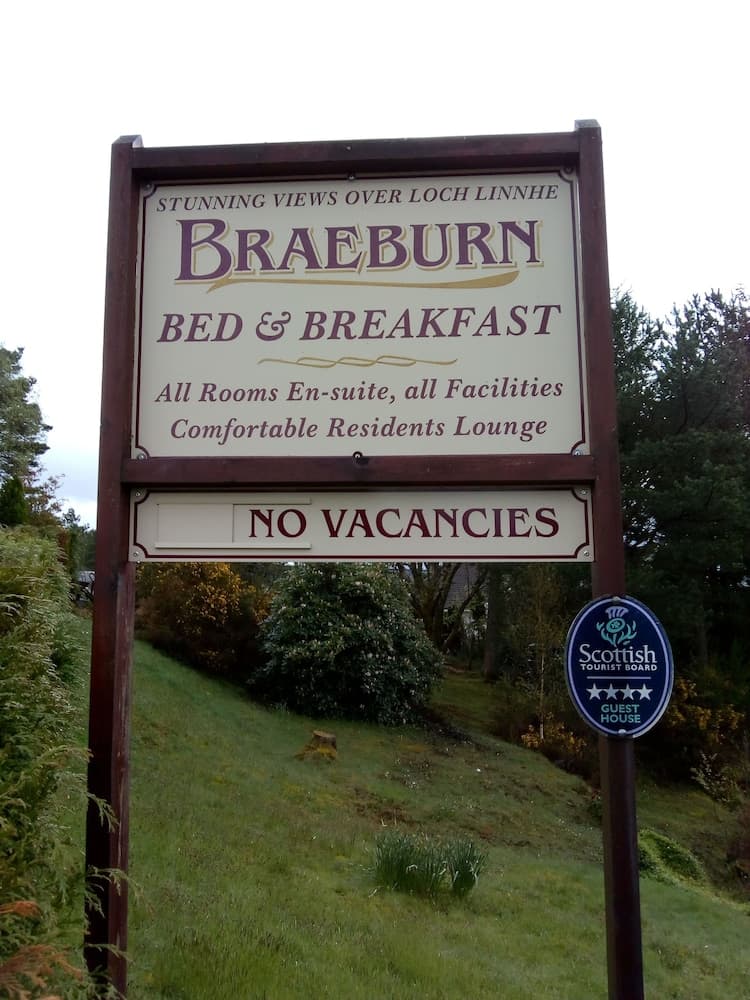 STUNNING VIEWS OVER LOCH LINNHE
BRAEBURN
BED & BREAKFAST
All Rooms En-suite, all Facilities
Comfortable Residents Lounge
NO VACANCIES
Scottish
TOURIST BOARD
GUEST
HOUSE